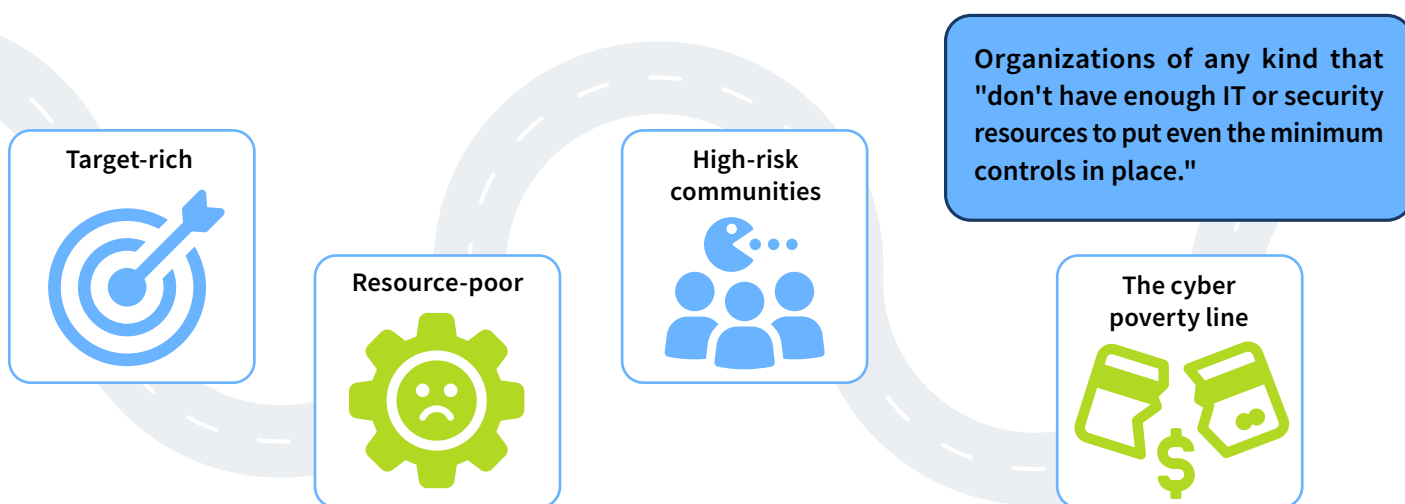 Target-rich
Resource-poor
High-risk
communities
Organizations of any kind that
"don't have enough IT or security
resources to put even the minimum
controls in place."
The cyber
poverty line
$